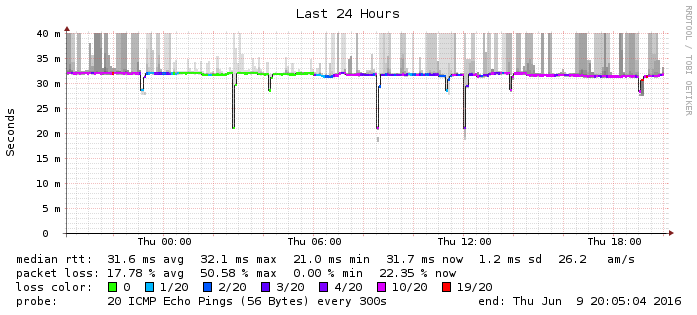 Last 24 Hours
RRDTOOL / TOBI OETIKER
Seconds
40 m
35 m
30 m
25 m
20 m
15 m
10 m
5 m
0
Thu 00:00 Thu 06:00 Thu 12:00 Thu 18:00
median rtt: 31.6 ms avg 32.1 ms max 21.0 ms min 31.7 ms now 1.2 ms sd 26.2 am/s
packet loss: 17.78 % avg 50.58 % max 0.00 % min 22.35 % now
loss color: 0 1/20 2/20 3/20 4/20 10/20 19/20
probe: 20 ICMP Echo Pings (56 Bytes) every 300s end: Thu Jun 9 20:05:04 2016